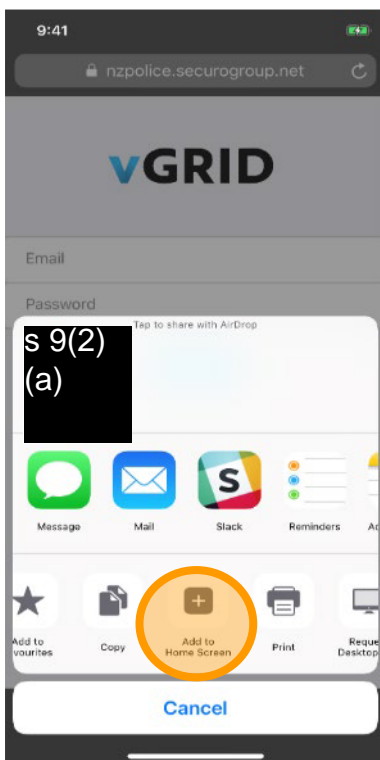 9:41
nzpolice.securogroup.net
vGRID
Email
Password
Tap to share with AirDrop
s 9(2)
(a)
S
Message Mail Slack Reminders
Add to
vourites
Copy
Add to
Home Screen
Print
Reque
Desktop
Cancel